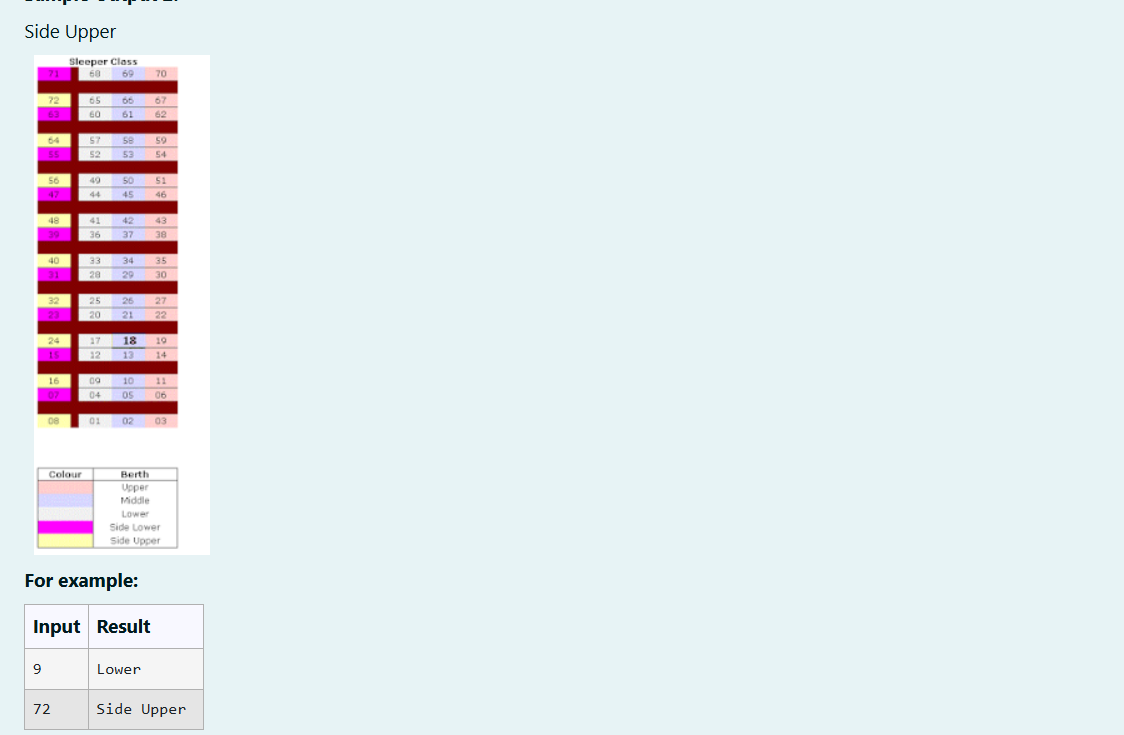 Side Upper
Sleeper Class
71 68 69 70
72 65 66 67
63 60 61 62
64 57 58 59
55 52 53 54
56 49 50 51
47 44 45 46
48 41 42 43
39 36 37 38
40 33 34 35
31 28 29 30
32 25 26 27
23 20 21 22
24 17 18 19
15 12 13 14
16 09 10 11
07 04 05 06
08 01 02 03
Colour Berth
Upper
Middle
Lower
Side Lower
Side Upper
For example:
Input Result
9 Lower
72 Side Upper